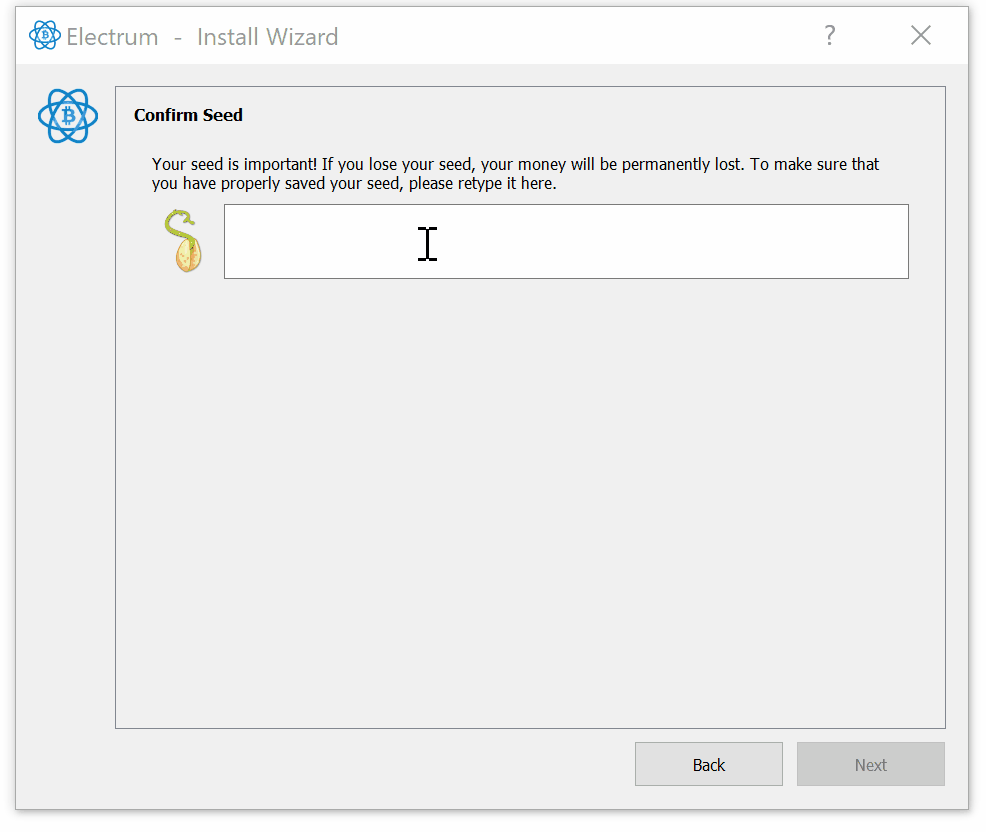 Electrum - Install Wizard
Confirm Seed
Your seed is important! If you lose your seed, your money will be permanently lost. To make sure that
you have properly saved your seed, please retype it here.
Back
Next